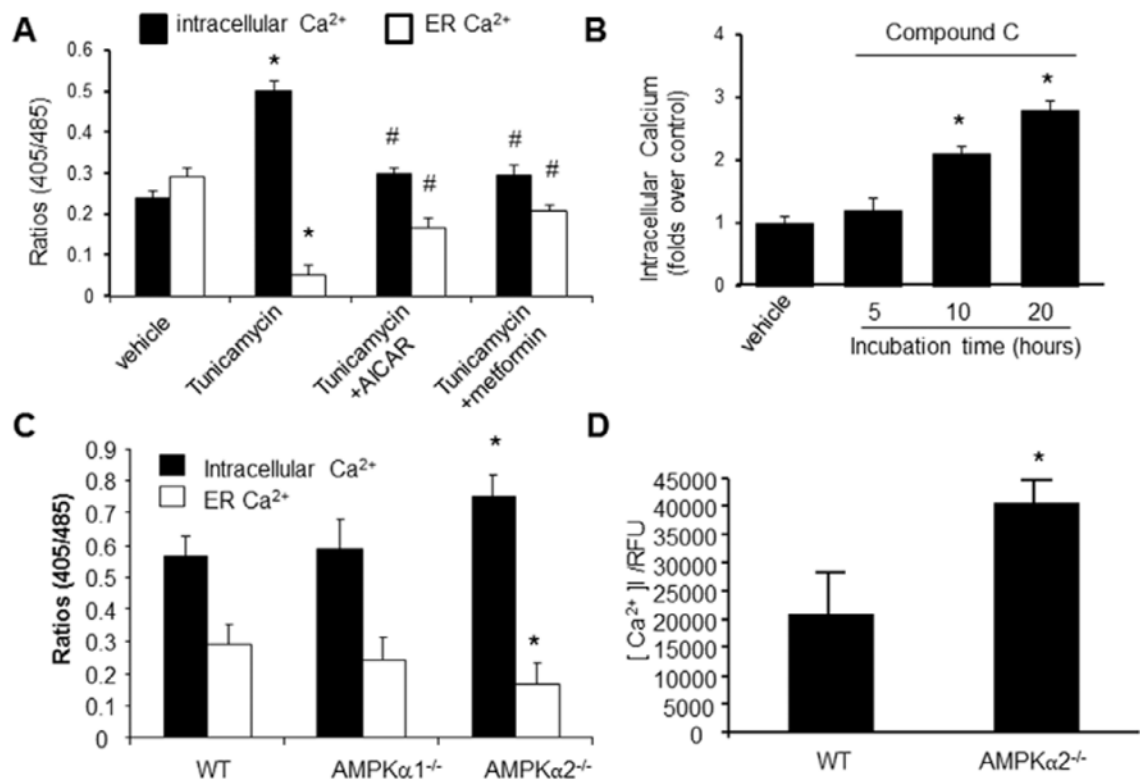 A
intracellular Ca²⁺
ER Ca²⁺
Ratios (405/485)
0.6
0.5
0.4
0.3
0.2
0.1
0
*
*
#
#
#
#
vehicle
Tunicamycin
Tunicamycin
+AICAR
Tunicamycin
+metformin
B
Compound C
Intracellular Calcium
(folds over control)
4
3
2
1
0
*
*
vehicle
5 10 20
Incubation time (hours)
C
Intracellular Ca²⁺
ER Ca²⁺
Ratios (405/485)
0.9
0.8
0.7
0.6
0.5
0.4
0.3
0.2
0.1
0
*
*
WT AMPKα1⁻/⁻ AMPKα2⁻/⁻
D
[Ca²⁺]I /RFU
45000
40000
35000
30000
25000
20000
15000
10000
5000
0
*
WT AMPKα2⁻/⁻